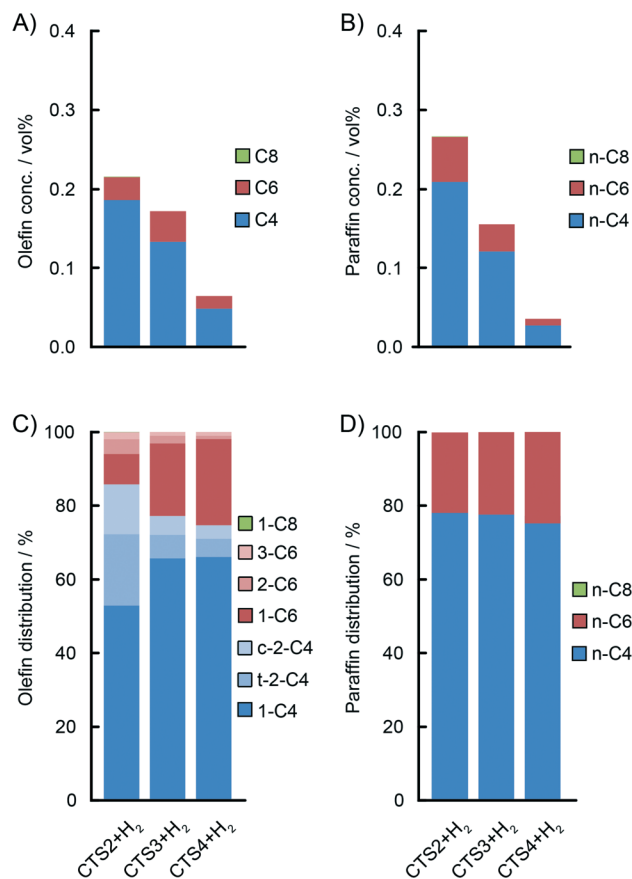 A)
Olefin conc. / vol%
0.4
0.3
0.2
0.1
0.0
C8
C6
C4
B)
Paraffin conc. / vol%
0.4
0.3
0.2
0.1
0.0
n-C8
n-C6
n-C4
C)
Olefin distribution / %
100
80
60
40
20
0
1-C8
3-C6
2-C6
1-C6
c-2-C4
t-2-C4
1-C4
CTS2+H₂
CTS3+H₂
CTS4+H₂
D)
Paraffin distribution / %
100
80
60
40
20
0
n-C8
n-C6
n-C4
CTS2+H₂
CTS3+H₂
CTS4+H₂